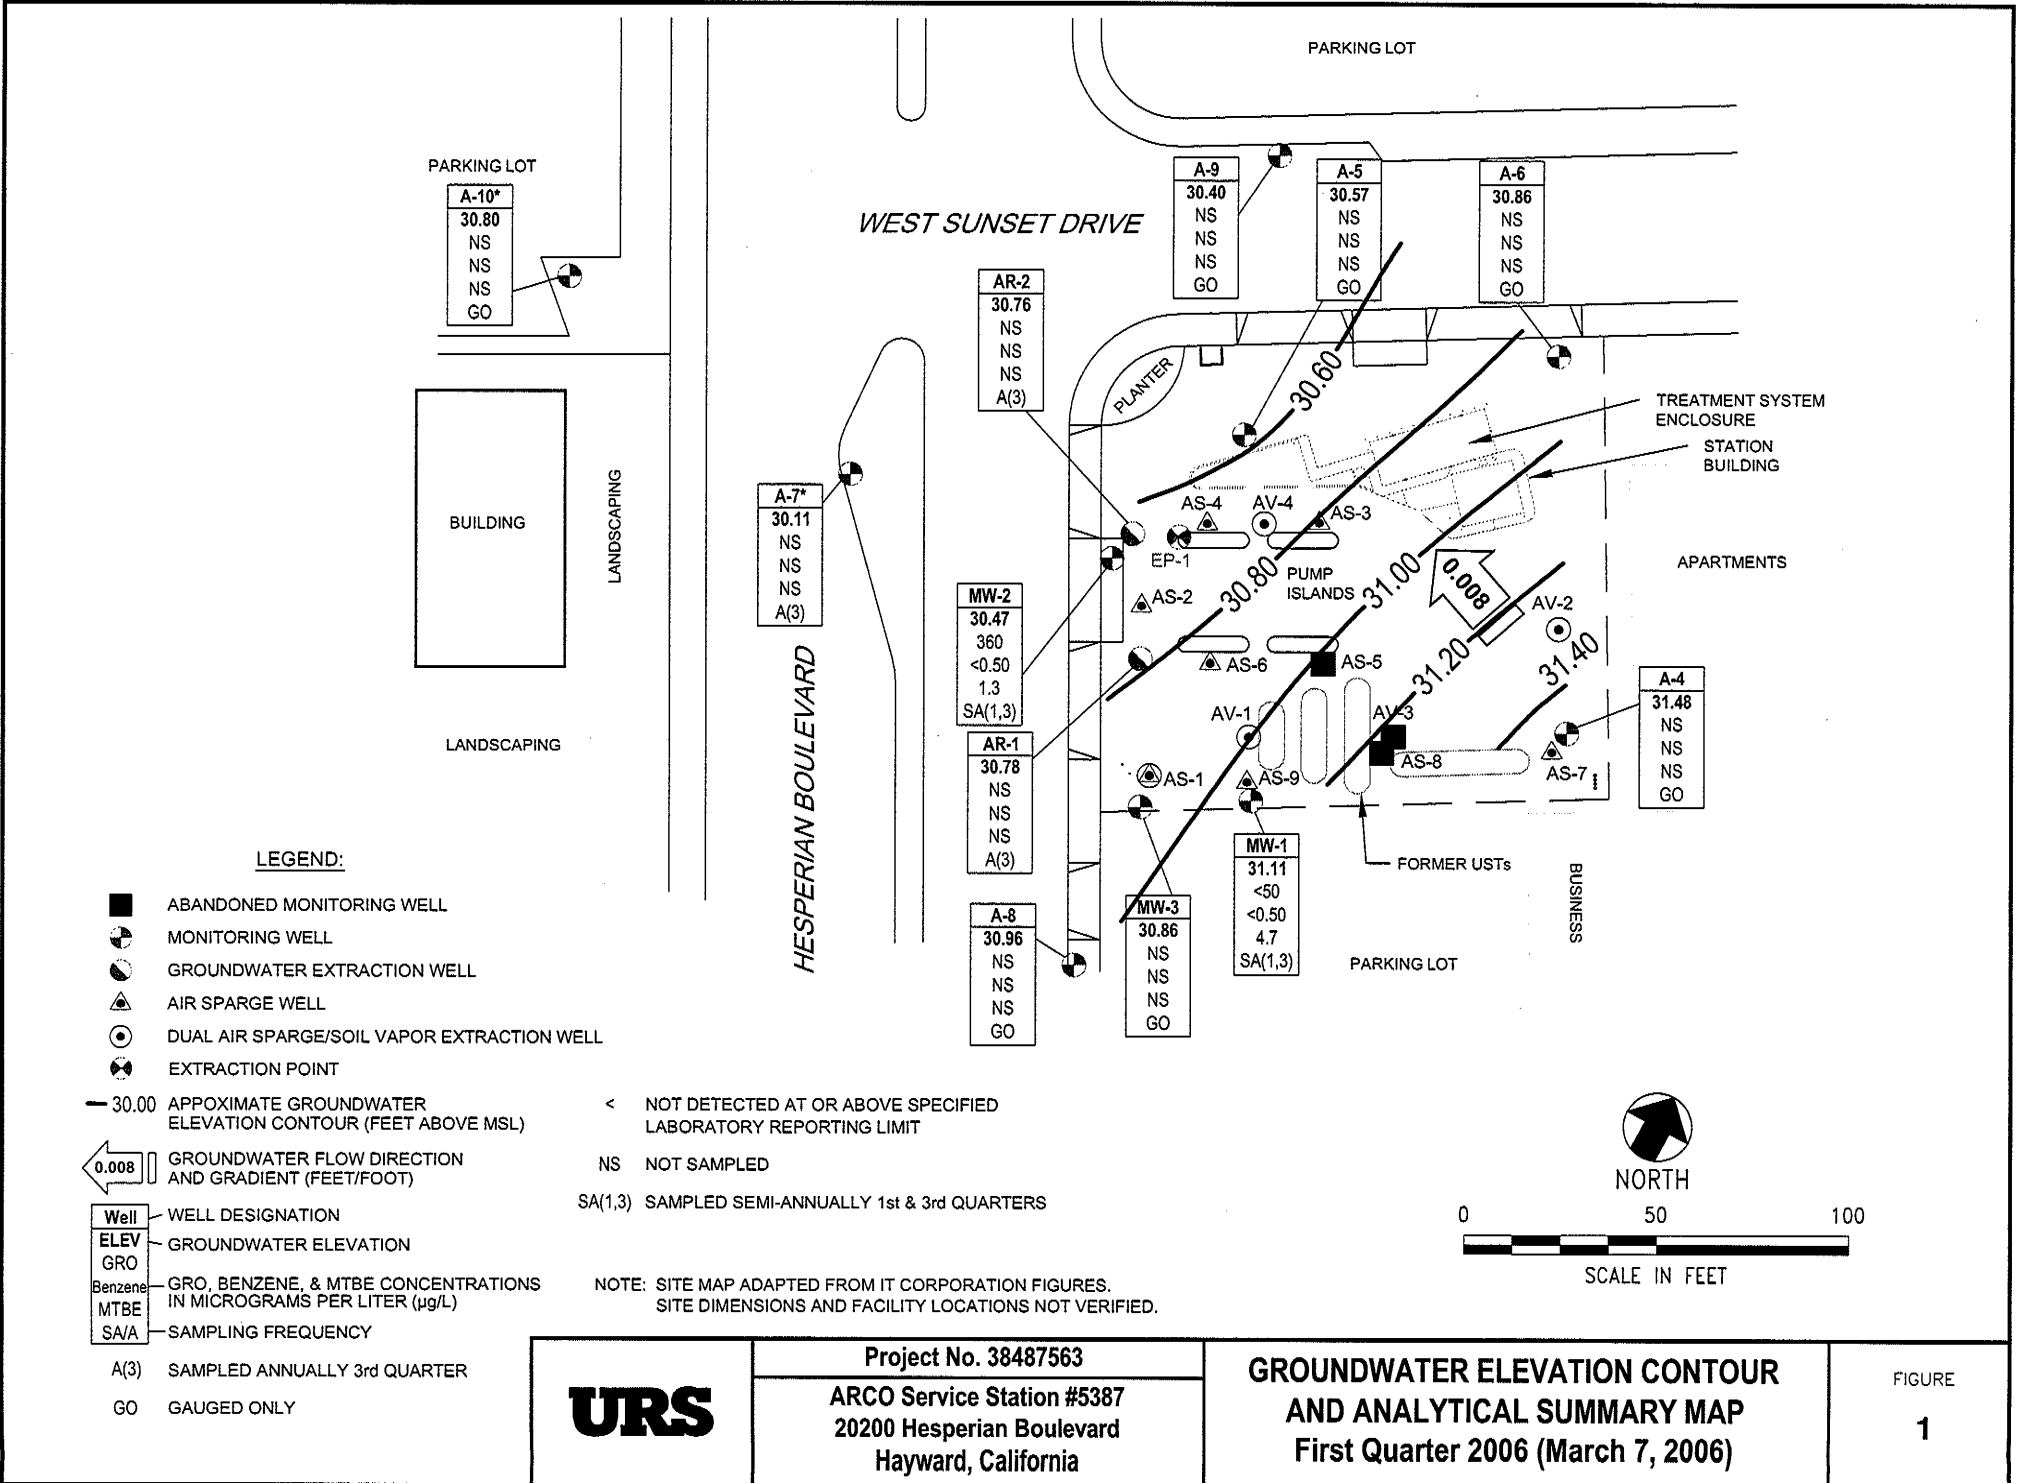 PARKING LOT
PARKING LOT
A-10*
30.80
NS
NS
NS
GO
WEST SUNSET DRIVE
A-9
30.40
NS
NS
NS
GO
A-5
30.57
NS
NS
NS
GO
A-6
30.86
NS
NS
NS
GO
AR-2
30.76
NS
NS
NS
A(3)
PLANTER
30.60
TREATMENT SYSTEM
ENCLOSURE
STATION
BUILDING
BUILDING
LANDSCAPING
A-7*
30.11
NS
NS
NS
A(3)
AS-4
AV-4
AS-3
EP-1
AS-2
30.80
PUMP
ISLANDS
31.00
0.008
APARTMENTS
AV-2
MW-2
30.47
360
<0.50
1.3
SA(1,3)
AS-6
AS-5
31.20
31.40
A-4
31.48
NS
NS
NS
GO
HESPERIAN BOULEVARD
LANDSCAPING
AR-1
30.78
NS
NS
NS
A(3)
AV-1
AV-3
AS-8
AS-7
AS-1
AS-9
MW-1
31.11
<50
<0.50
4.7
SA(1,3)
FORMER USTs
BUSINESS
PARKING LOT
A-8
30.96
NS
NS
NS
GO
MW-3
30.86
NS
NS
NS
GO
LEGEND:
ABANDONED MONITORING WELL
MONITORING WELL
GROUNDWATER EXTRACTION WELL
AIR SPARGE WELL
DUAL AIR SPARGE/SOIL VAPOR EXTRACTION WELL
EXTRACTION POINT
30.00 APPOXIMATE GROUNDWATER
ELEVATION CONTOUR (FEET ABOVE MSL)
0.008 GROUNDWATER FLOW DIRECTION
AND GRADIENT (FEET/FOOT)
Well WELL DESIGNATION
ELEV GROUNDWATER ELEVATION
GRO
Benzene GRO, BENZENE, & MTBE CONCENTRATIONS
MTBE IN MICROGRAMS PER LITER (µg/L)
SA/A SAMPLING FREQUENCY
A(3) SAMPLED ANNUALLY 3rd QUARTER
GO GAUGED ONLY
< NOT DETECTED AT OR ABOVE SPECIFIED
LABORATORY REPORTING LIMIT
NS NOT SAMPLED
SA(1,3) SAMPLED SEMI-ANNUALLY 1st & 3rd QUARTERS
NOTE: SITE MAP ADAPTED FROM IT CORPORATION FIGURES.
SITE DIMENSIONS AND FACILITY LOCATIONS NOT VERIFIED.
NORTH
0 50 100
SCALE IN FEET
URS
Project No. 38487563
ARCO Service Station #5387
20200 Hesperian Boulevard
Hayward, California
GROUNDWATER ELEVATION CONTOUR
AND ANALYTICAL SUMMARY MAP
First Quarter 2006 (March 7, 2006)
FIGURE
1